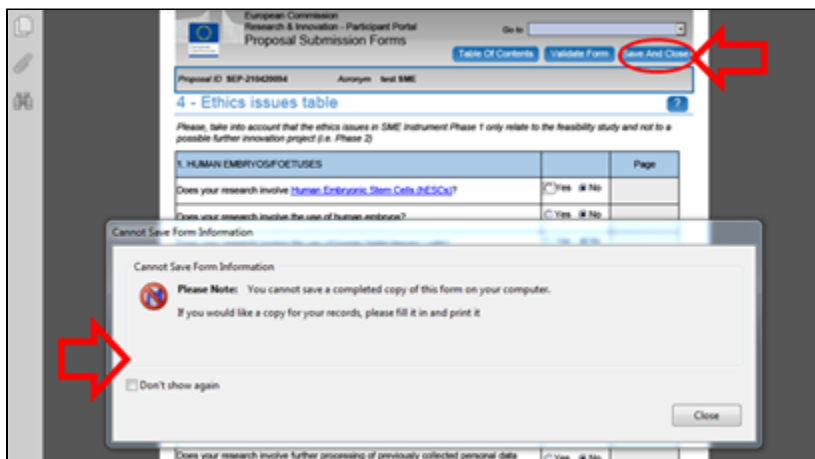 European Commission
Research & Innovation - Participant Portal
Proposal Submission Forms
Go to
Table Of Contents
Validate Form
Save And Close
Proposal ID SEP-210420094 Acronym test SME
4 - Ethics issues table
?
Please, take into account that the ethics issues in SME Instrument Phase 1 only relate to the feasibility study and not to a
possible further innovation project (i.e. Phase 2)
1. HUMAN EMBRYOS/FOETUSES Page
Does your research involve Human Embryonic Stem Cells (hESCs)? Yes No
Does your research involve the use of human embryos? Yes No
Cannot Save Form Information
Cannot Save Form Information
Please Note: You cannot save a completed copy of this form on your computer.
If you would like a copy for your records, please fill it in and print it
Don't show again
Close
Does your research involve further processing of previously collected personal data Yes No